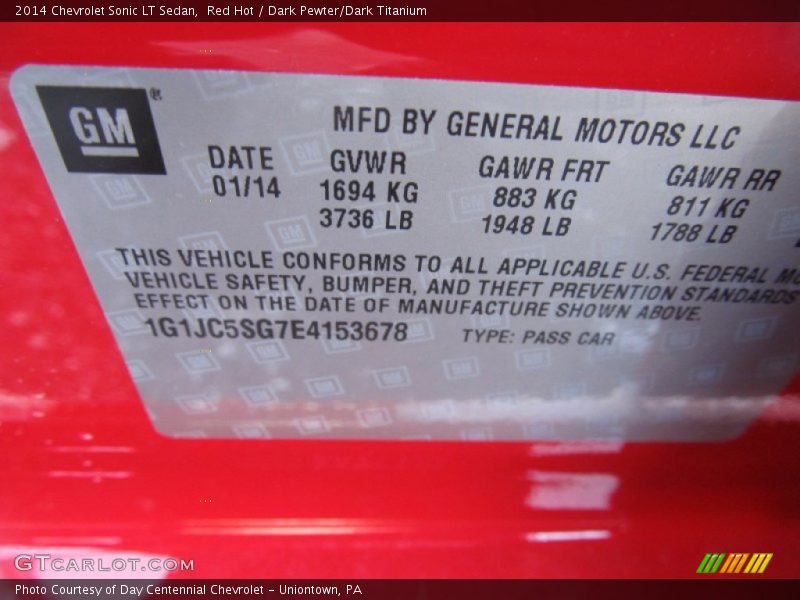 2014 Chevrolet Sonic LT Sedan,  Red Hot / Dark Pewter/Dark Titanium
GM®
MFD BY GENERAL MOTORS LLC
DATE GVWR GAWR FRT GAWR RR
01/14 1694 KG 883 KG 811 KG
3736 LB 1948 LB 1788 LB
THIS VEHICLE CONFORMS TO ALL APPLICABLE U.S. FEDERAL MO
VEHICLE SAFETY, BUMPER, AND THEFT PREVENTION STANDARDS
EFFECT ON THE DATE OF MANUFACTURE SHOWN ABOVE.
1G1JC5SG7E4153678 TYPE: PASS CAR
GTCARLOT.COM
Photo Courtesy of Day Centennial Chevrolet - Uniontown, PA